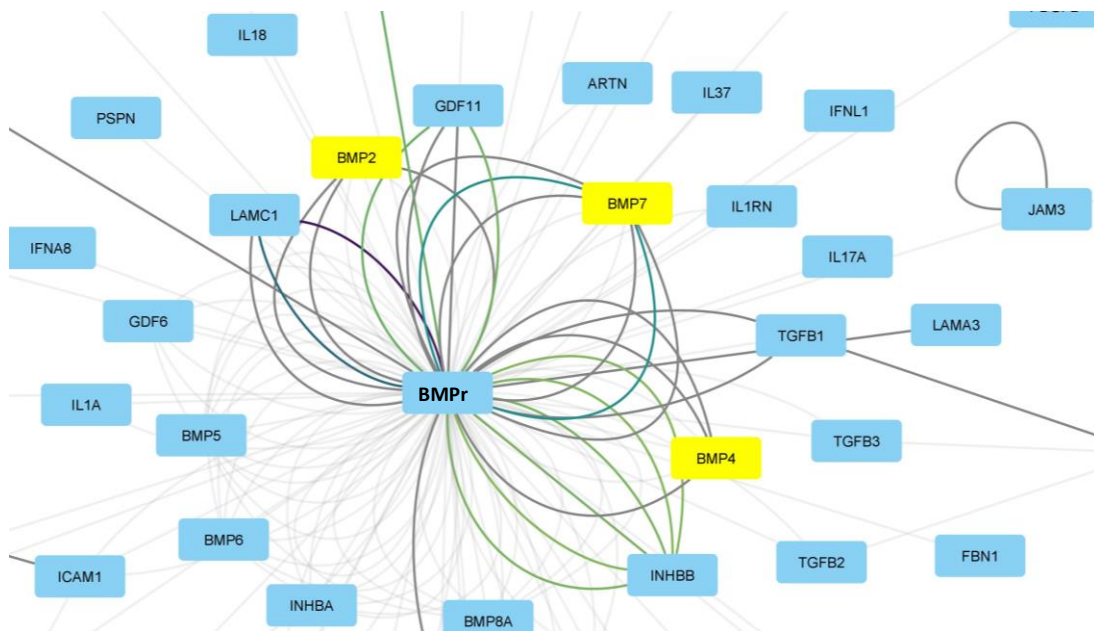 IL18
ARTN
IL37
GDF11
IFNL1
PSPN
BMP2
BMP7
IL1RN
JAM3
LAMC1
IFNA8
IL17A
GDF6
TGFB1
LAMA3
BMPr
IL1A
BMP5
TGFB3
BMP4
BMP6
FBN1
TGFB2
ICAM1
INHBB
INHBA
BMP8A